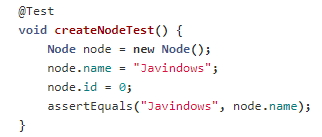 @Test
void createNodeTest() {
    Node node = new Node();
    node.name = "Javindows";
    node.id = 0;
    assertEquals("Javindows", node.name);
}